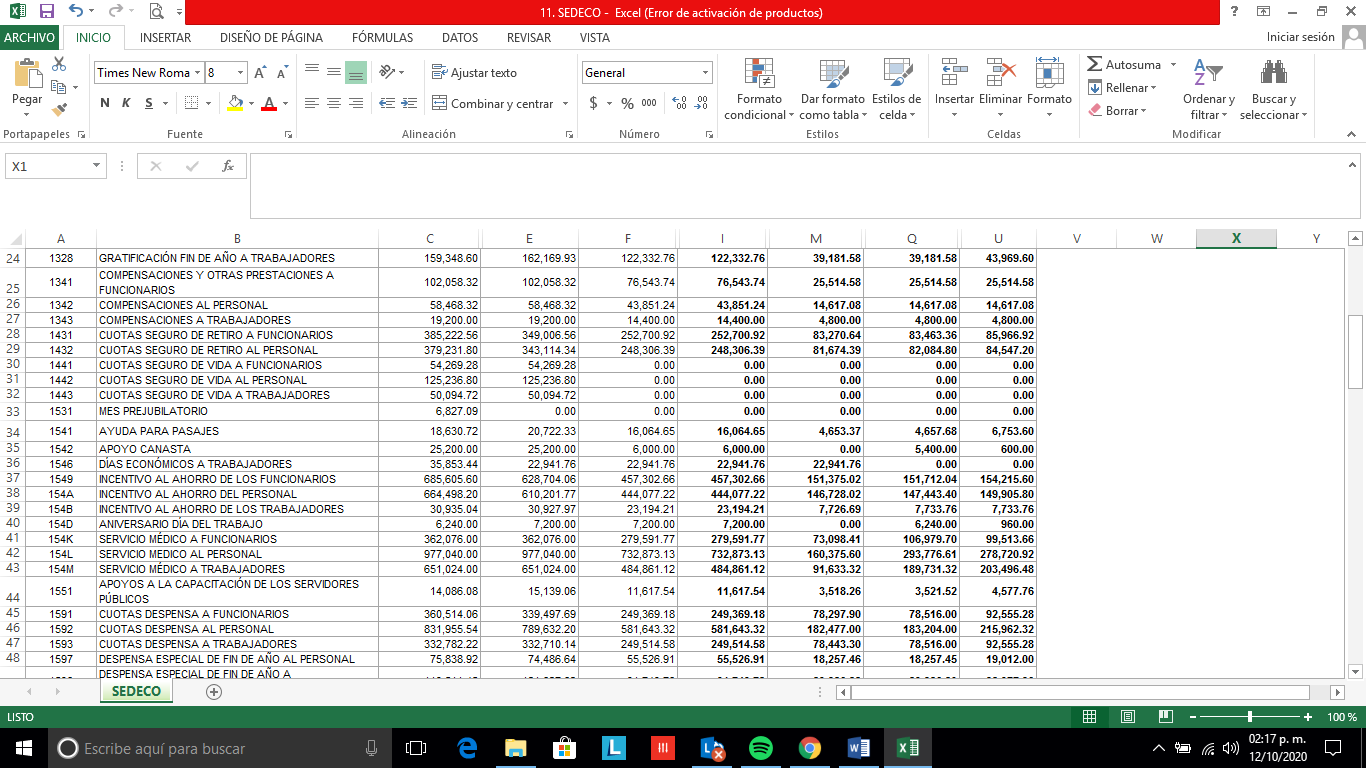 11. SEDECO - Excel (Error de activación de productos)
ARCHIVO INICIO INSERTAR DISEÑO DE PÁGINA FÓRMULAS DATOS REVISAR VISTA Iniciar sesión
Pegar
Times New Roma 8
N K S
Ajustar texto
Combinar y centrar
General
$ % 000
Formato condicional
Dar formato como tabla
Estilos de celda
Insertar Eliminar Formato
Autosuma
Rellenar
Borrar
Ordenar y filtrar
Buscar y seleccionar
Portapapeles Fuente Alineación Número Estilos Celdas Modificar
X1 fx
A B C E F I M Q U V W X Y
24 1328 GRATIFICACIÓN FIN DE AÑO A TRABAJADORES 159,348.60 162,169.93 122,332.76 122,332.76 39,181.58 39,181.58 43,969.60
25 1341 COMPENSACIONES Y OTRAS PRESTACIONES A FUNCIONARIOS 102,058.32 102,058.32 76,543.74 76,543.74 25,514.58 25,514.58 25,514.58
26 1342 COMPENSACIONES AL PERSONAL 58,468.32 58,468.32 43,851.24 43,851.24 14,617.08 14,617.08 14,617.08
27 1343 COMPENSACIONES A TRABAJADORES 19,200.00 19,200.00 14,400.00 14,400.00 4,800.00 4,800.00 4,800.00
28 1431 CUOTAS SEGURO DE RETIRO A FUNCIONARIOS 385,222.56 349,006.56 252,700.92 252,700.92 83,270.64 83,463.36 85,966.92
29 1432 CUOTAS SEGURO DE RETIRO AL PERSONAL 379,231.80 343,114.34 248,306.39 248,306.39 81,674.39 82,084.80 84,547.20
30 1441 CUOTAS SEGURO DE VIDA A FUNCIONARIOS 54,269.28 54,269.28 0.00 0.00 0.00 0.00 0.00
31 1442 CUOTAS SEGURO DE VIDA AL PERSONAL 125,236.80 125,236.80 0.00 0.00 0.00 0.00 0.00
32 1443 CUOTAS SEGURO DE VIDA A TRABAJADORES 50,094.72 50,094.72 0.00 0.00 0.00 0.00 0.00
33 1531 MES PREJUBILATORIO 6,827.09 0.00 0.00 0.00 0.00 0.00 0.00
34 1541 AYUDA PARA PASAJES 18,630.72 20,722.33 16,064.65 16,064.65 4,653.37 4,657.68 6,753.60
35 1542 APOYO CANASTA 25,200.00 25,200.00 6,000.00 6,000.00 0.00 5,400.00 600.00
36 1546 DÍAS ECONÓMICOS A TRABAJADORES 35,853.44 22,941.76 22,941.76 22,941.76 22,941.76 0.00 0.00
37 1549 INCENTIVO AL AHORRO DE LOS FUNCIONARIOS 685,605.60 628,704.06 457,302.66 457,302.66 151,375.02 151,712.04 154,215.60
38 154A INCENTIVO AL AHORRO DEL PERSONAL 664,498.20 610,201.77 444,077.22 444,077.22 146,728.02 147,443.40 149,905.80
39 154B INCENTIVO AL AHORRO DE LOS TRABAJADORES 30,935.04 30,927.97 23,194.21 23,194.21 7,726.69 7,733.76 7,733.76
40 154D ANIVERSARIO DÍA DEL TRABAJO 6,240.00 7,200.00 7,200.00 7,200.00 0.00 6,240.00 960.00
41 154K SERVICIO MÉDICO A FUNCIONARIOS 362,076.00 362,076.00 279,591.77 279,591.77 73,098.41 106,979.70 99,513.66
42 154L SERVICIO MEDICO AL PERSONAL 977,040.00 977,040.00 732,873.13 732,873.13 160,375.60 293,776.61 278,720.92
43 154M SERVICIO MÉDICO A TRABAJADORES 651,024.00 651,024.00 484,861.12 484,861.12 91,633.32 189,731.32 203,496.48
44 1551 APOYOS A LA CAPACITACIÓN DE LOS SERVIDORES PÚBLICOS 14,086.08 15,139.06 11,617.54 11,617.54 3,518.26 3,521.52 4,577.76
45 1591 CUOTAS DESPENSA A FUNCIONARIOS 360,514.06 339,497.69 249,369.18 249,369.18 78,297.90 78,516.00 92,555.28
46 1592 CUOTAS DESPENSA AL PERSONAL 831,955.54 789,632.20 581,643.32 581,643.32 182,477.00 183,204.00 215,962.32
47 1593 CUOTAS DESPENSA A TRABAJADORES 332,782.22 332,710.14 249,514.58 249,514.58 78,443.30 78,516.00 92,555.28
48 1597 DESPENSA ESPECIAL DE FIN DE AÑO AL PERSONAL 75,838.92 74,486.64 55,526.91 55,526.91 18,257.46 18,257.45 19,012.00
DESPENSA ESPECIAL DE FIN DE AÑO A
SEDECO
LISTO 100 %
Escribe aquí para buscar
02:17 p. m.
12/10/2020